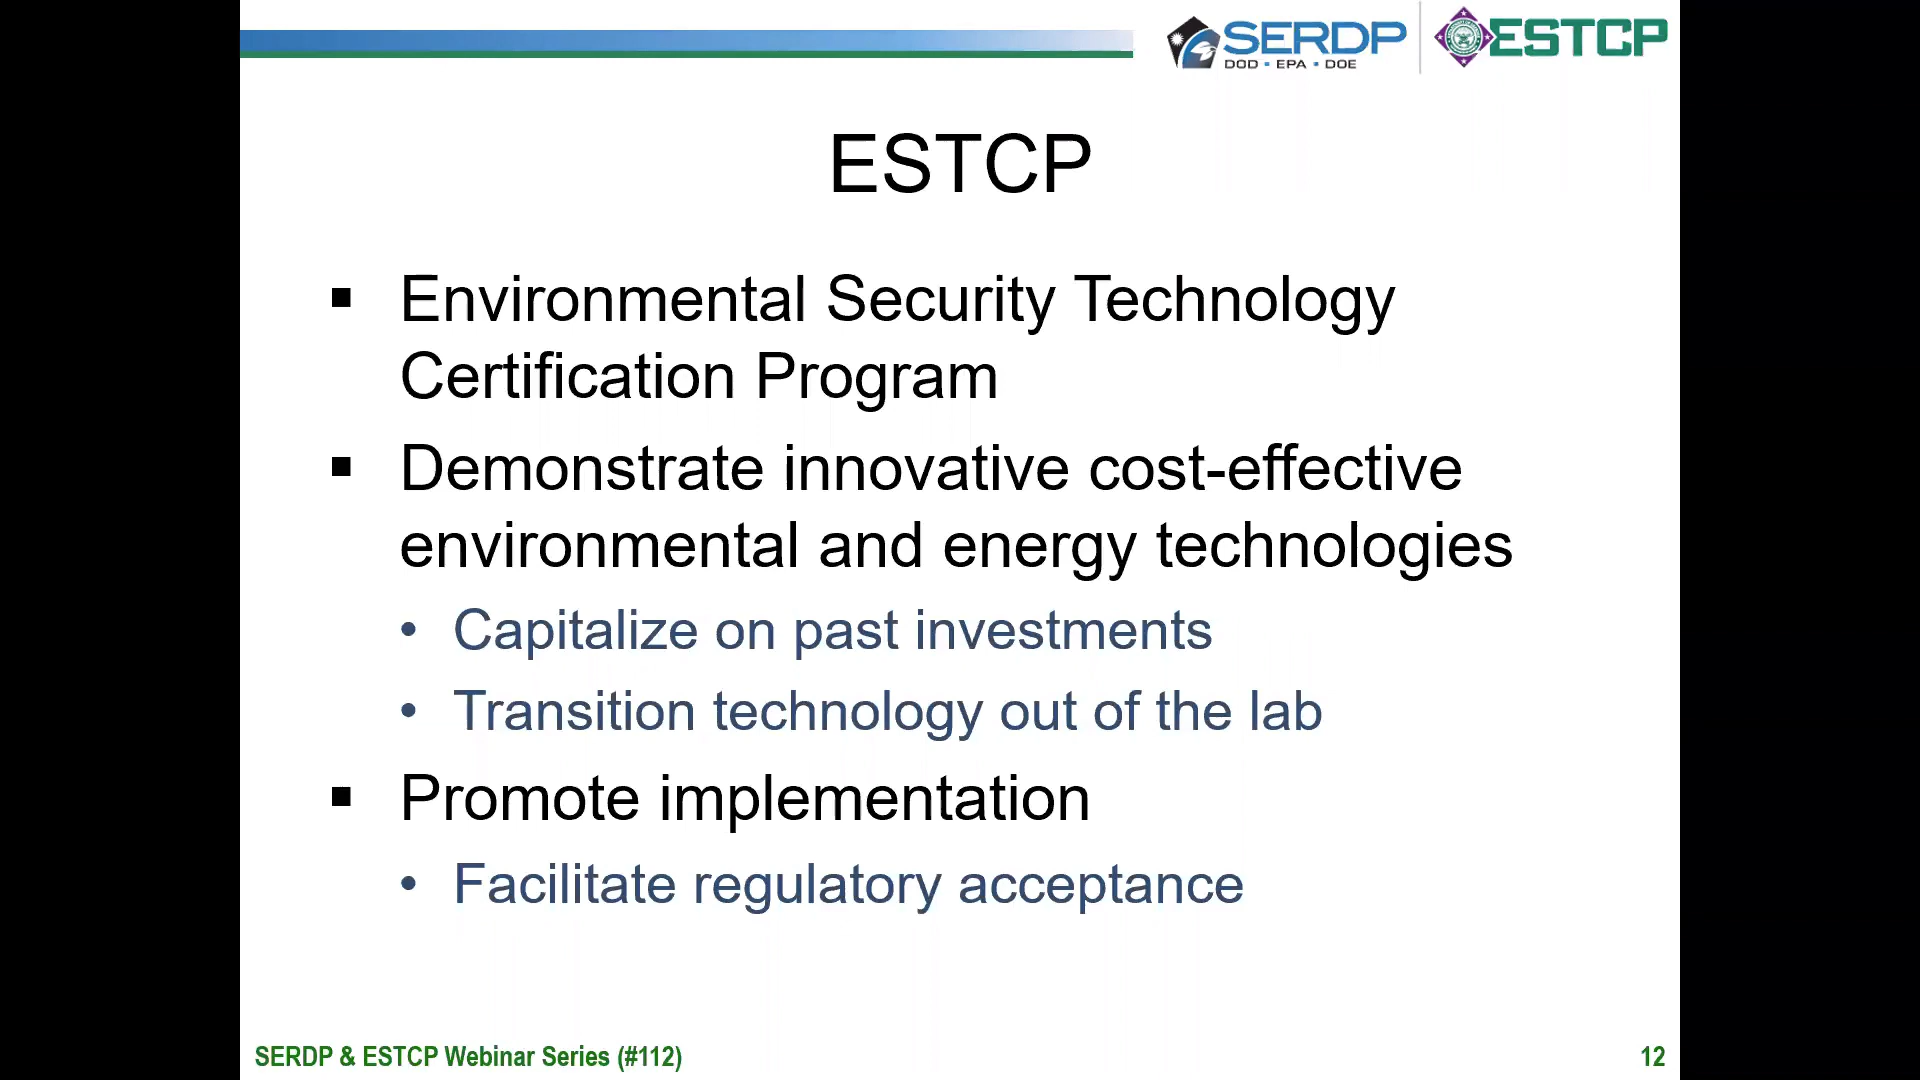 SERDP
DOD • EPA • DOE
ESTCP
ESTCP
▪ Environmental Security Technology
Certification Program
▪ Demonstrate innovative cost-effective
environmental and energy technologies
• Capitalize on past investments
• Transition technology out of the lab
▪ Promote implementation
• Facilitate regulatory acceptance
SERDP & ESTCP Webinar Series (#112)
12